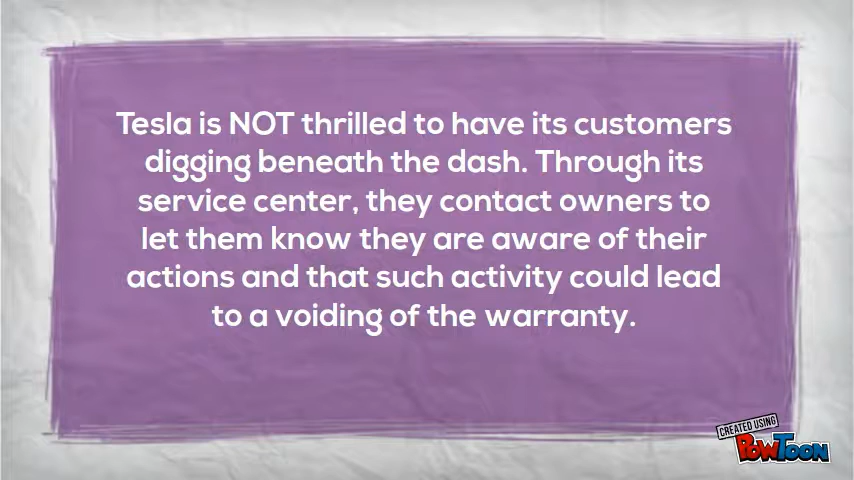 Tesla is NOT thrilled to have its customers
digging beneath the dash. Through its
service center, they contact owners to
let them know they are aware of their
actions and that such activity could lead
to a voiding of the warranty.
CREATED USING
POWTOON